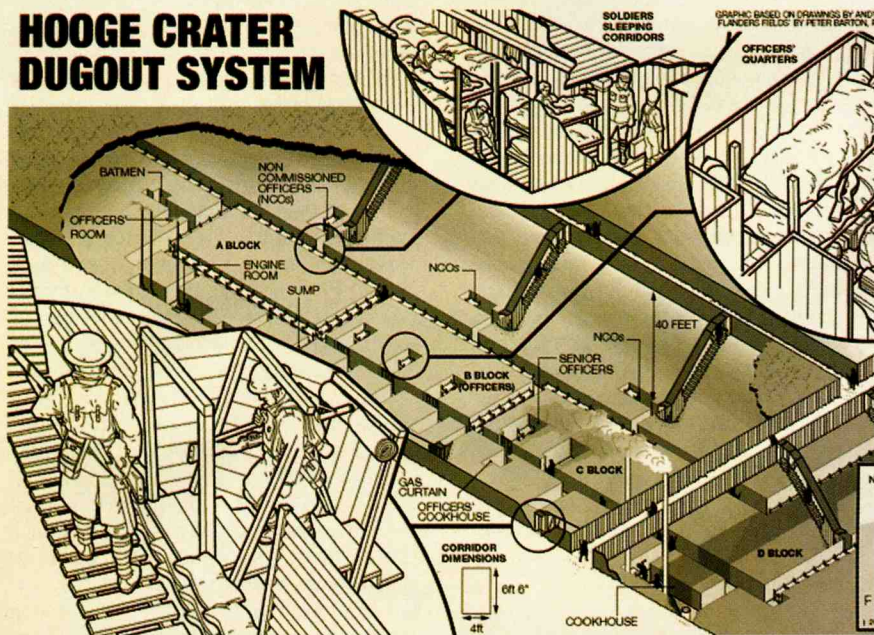 HOOGE CRATER
DUGOUT SYSTEM
SOLDIERS
SLEEPING
CORRIDORS
GRAPHIC BASED ON DRAWINGS BY
FLANDERS FIELDS' BY PETER BARTON,
OFFICERS'
QUARTERS
BATMEN
NON
COMMISSIONED
OFFICERS
(NCOs)
OFFICERS'
ROOM
A BLOCK
ENGINE
ROOM
SUMP
NCOs
40 FEET
NCOs
SENIOR
OFFICERS
B BLOCK
(OFFICERS)
C BLOCK
GAS
CURTAIN
OFFICERS'
COOKHOUSE
D BLOCK
CORRIDOR
DIMENSIONS
6ft 6"
4ft
COOKHOUSE